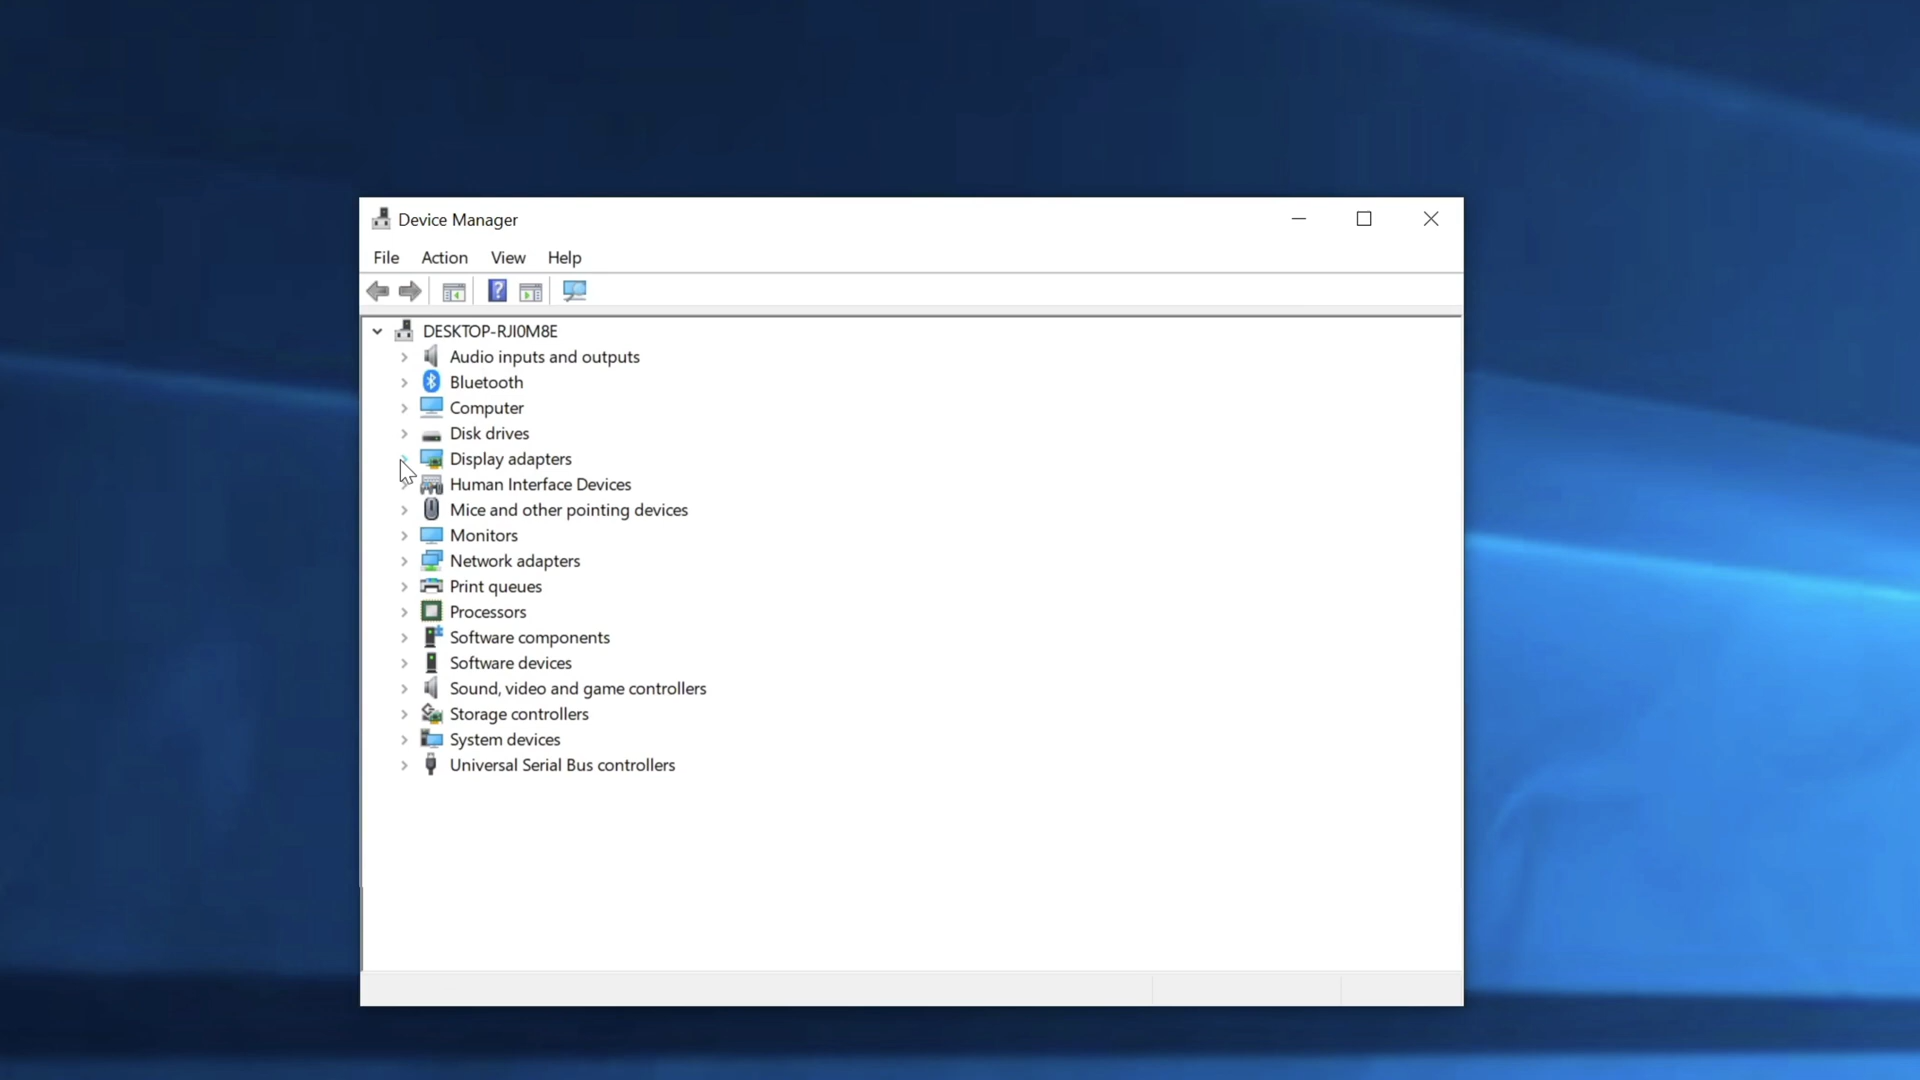 Device Manager
File Action View Help
DESKTOP-RJI0M8E
Audio inputs and outputs
Bluetooth
Computer
Disk drives
Display adapters
Human Interface Devices
Mice and other pointing devices
Monitors
Network adapters
Print queues
Processors
Software components
Software devices
Sound, video and game controllers
Storage controllers
System devices
Universal Serial Bus controllers